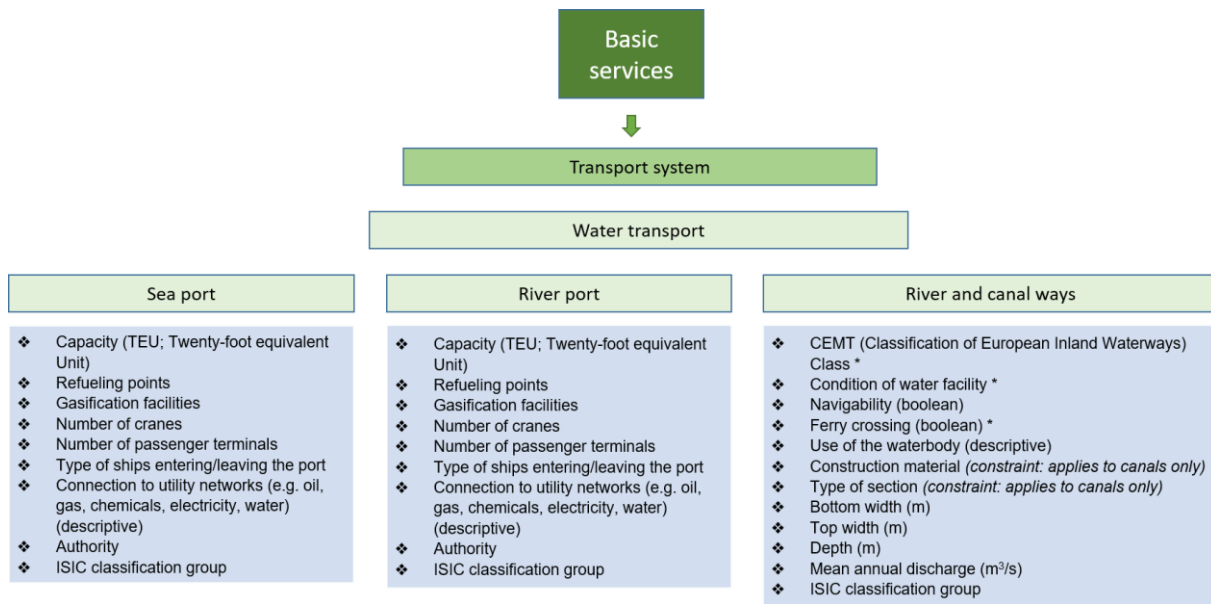 Basic
services
Transport system
Water transport
Sea port
❖ Capacity (TEU; Twenty-foot equivalent
Unit)
❖ Refueling points
❖ Gasification facilities
❖ Number of cranes
❖ Number of passenger terminals
❖ Type of ships entering/leaving the port
❖ Connection to utility networks (e.g. oil,
gas, chemicals, electricity, water)
(descriptive)
❖ Authority
❖ ISIC classification group
River port
❖ Capacity (TEU; Twenty-foot equivalent
Unit)
❖ Refueling points
❖ Gasification facilities
❖ Number of cranes
❖ Number of passenger terminals
❖ Type of ships entering/leaving the port
❖ Connection to utility networks (e.g. oil,
gas, chemicals, electricity, water)
(descriptive)
❖ Authority
❖ ISIC classification group
River and canal ways
❖ CEMT (Classification of European Inland Waterways)
Class *
❖ Condition of water facility *
❖ Navigability (boolean)
❖ Ferry crossing (boolean) *
❖ Use of the waterbody (descriptive)
❖ Construction material (constraint: applies to canals only)
❖ Type of section (constraint: applies to canals only)
❖ Bottom width (m)
❖ Top width (m)
❖ Depth (m)
❖ Mean annual discharge (m³/s)
❖ ISIC classification group